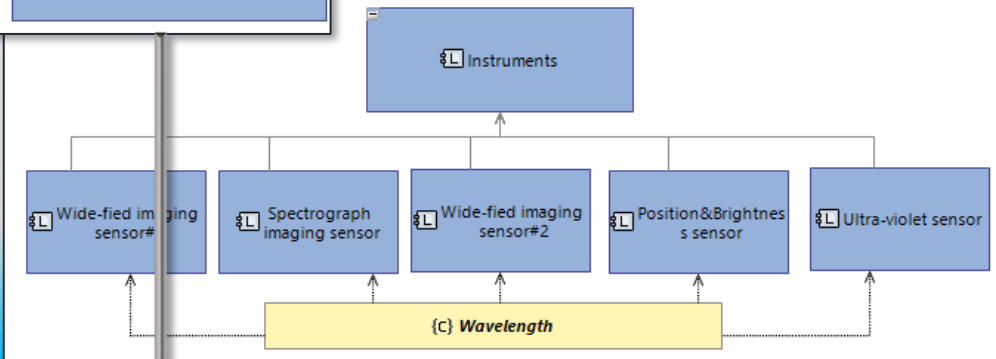 Instruments
Wide-fied imaging
sensor#
Spectrograph
imaging sensor
Wide-fied imaging
sensor#2
Position&Brightnes
s sensor
Ultra-violet sensor
{C} Wavelength